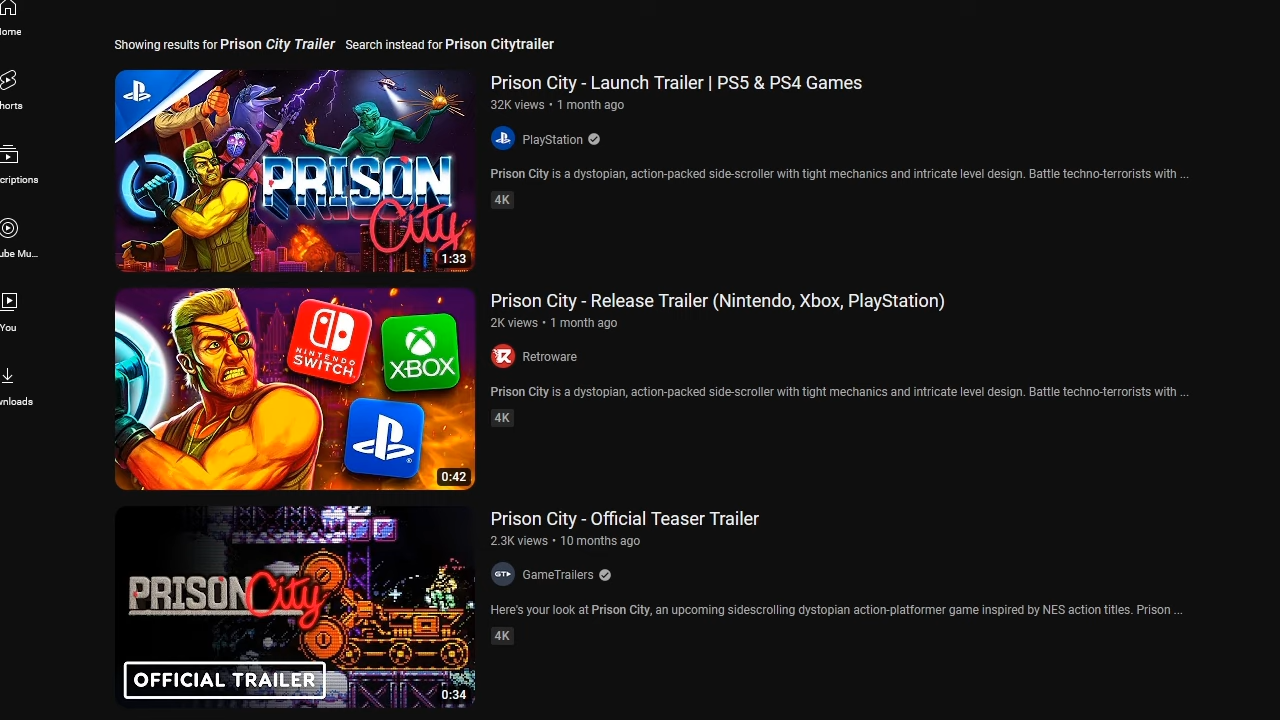 Showing results for Prison City Trailer Search instead for Prison Citytrailer
ome
horts
criptions
ube Mu...
You
wnloads
PRISON
City
1:33
Prison City - Launch Trailer | PS5 & PS4 Games
32K views • 1 month ago
PlayStation
Prison City is a dystopian, action-packed side-scroller with tight mechanics and intricate level design. Battle techno-terrorists with ...
4K
NINTENDO
SWITCH
XBOX
0:42
Prison City - Release Trailer (Nintendo, Xbox, PlayStation)
2K views • 1 month ago
Retroware
Prison City is a dystopian, action-packed side-scroller with tight mechanics and intricate level design. Battle techno-terrorists with ...
4K
PRISON City
OFFICIAL TRAILER
0:34
Prison City - Official Teaser Trailer
2.3K views • 10 months ago
GT
GameTrailers
Here's your look at Prison City, an upcoming sidescrolling dystopian action-platformer game inspired by NES action titles. Prison ...
4K